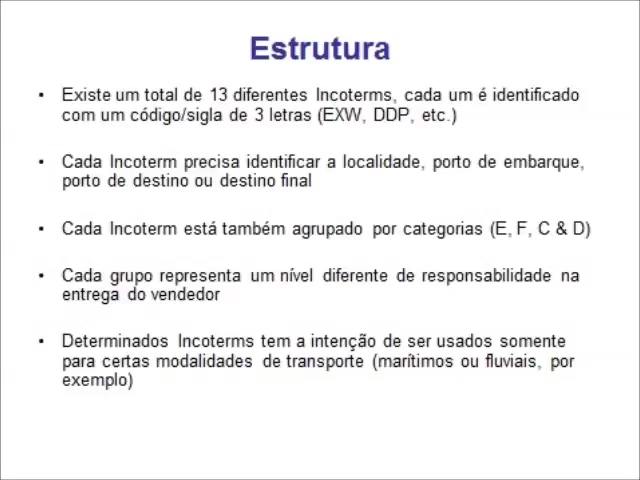 Estrutura
• Existe um total de 13 diferentes Incoterms, cada um é identificado
com um código/sigla de 3 letras (EXW, DDP, etc.)
• Cada Incoterm precisa identificar a localidade, porto de embarque,
porto de destino ou destino final
• Cada Incoterm está também agrupado por categorias (E, F, C & D)
• Cada grupo representa um nível diferente de responsabilidade na
entrega do vendedor
• Determinados Incoterms tem a intenção de ser usados somente
para certas modalidades de transporte (marítimos ou fluviais, por
exemplo)